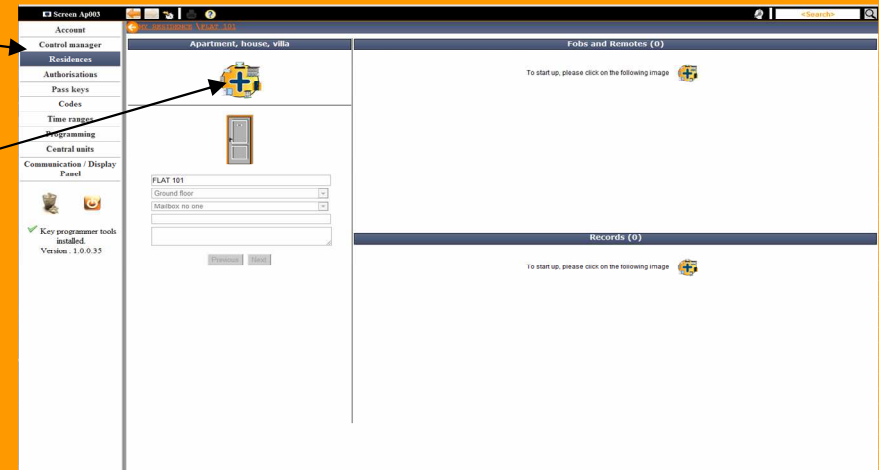 Screen Ap003
<Search>
MY RESIDENCE \FLAT 101
Account
Control manager
Residences
Authorisations
Pass keys
Codes
Time ranges
Programming
Central units
Communication / Display
Panel
Key programmer tools
installed.
Version : 1.0.0.35
Apartment, house, villa
FLAT 101
Ground floor
Mailbox no one
Previous
Next
Fobs and Remotes (0)
To start up, please click on the following image
Records (0)
To start up, please click on the following image